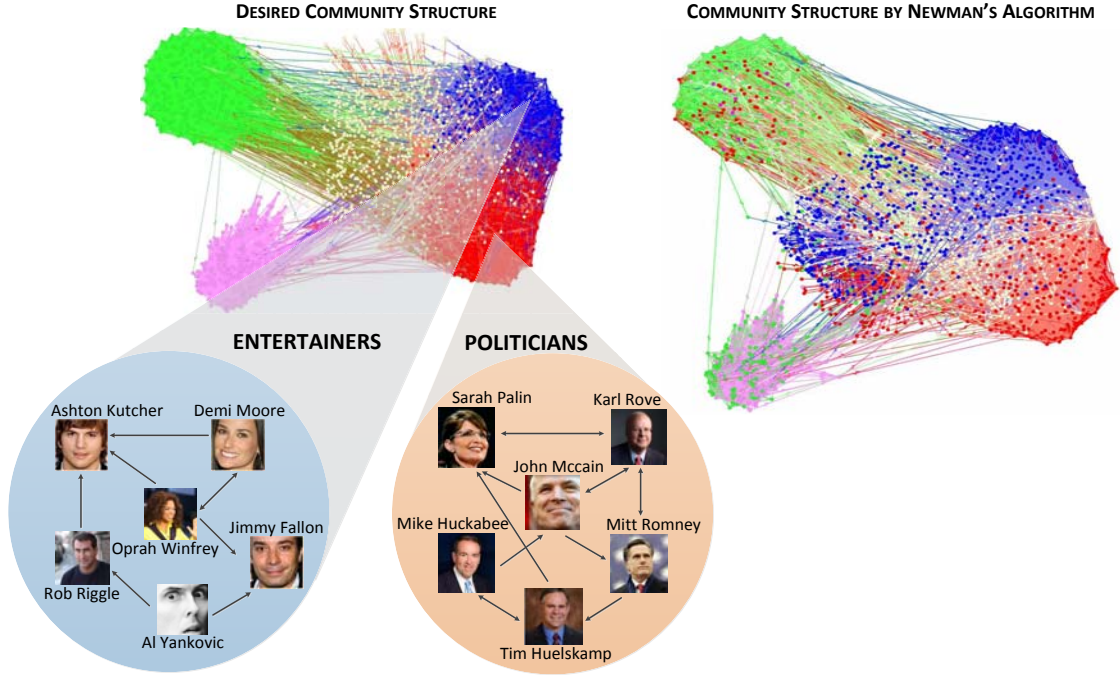 DESIRED COMMUNITY STRUCTURE
COMMUNITY STRUCTURE BY NEWMAN'S ALGORITHM
ENTERTAINERS
POLITICIANS
Ashton Kutcher
Demi Moore
Oprah Winfrey
Jimmy Fallon
Rob Riggle
Al Yankovic
Sarah Palin
Karl Rove
John Mccain
Mike Huckabee
Mitt Romney
Tim Huelskamp